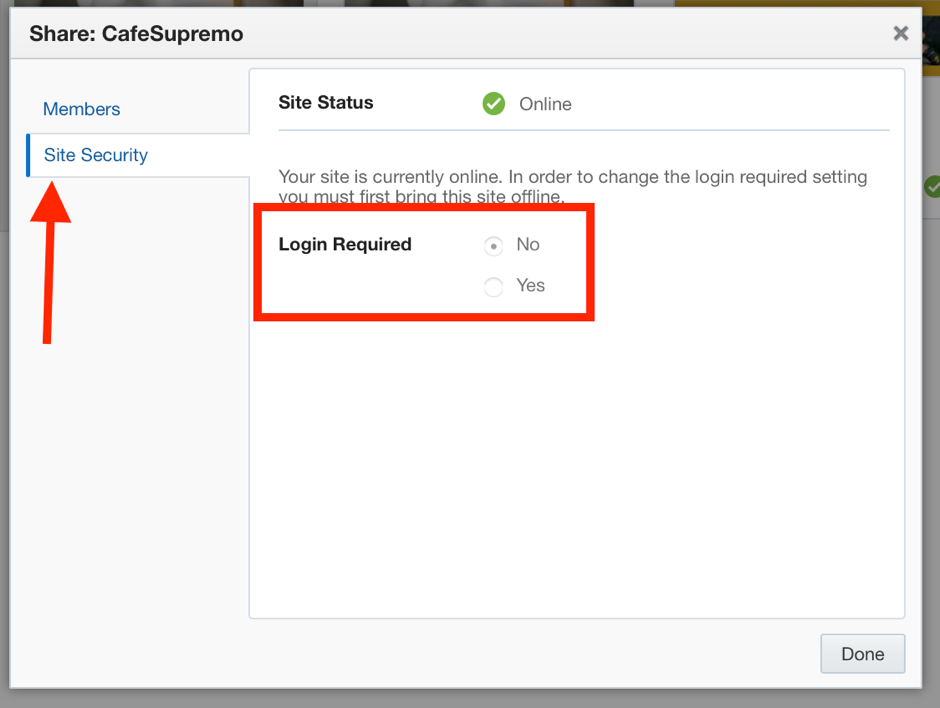 Share: CafeSupremo
Members
Site Security
Site Status
Online
Your site is currently online. In order to change the login required setting
you must first bring this site offline.
Login Required
No
Yes
Done